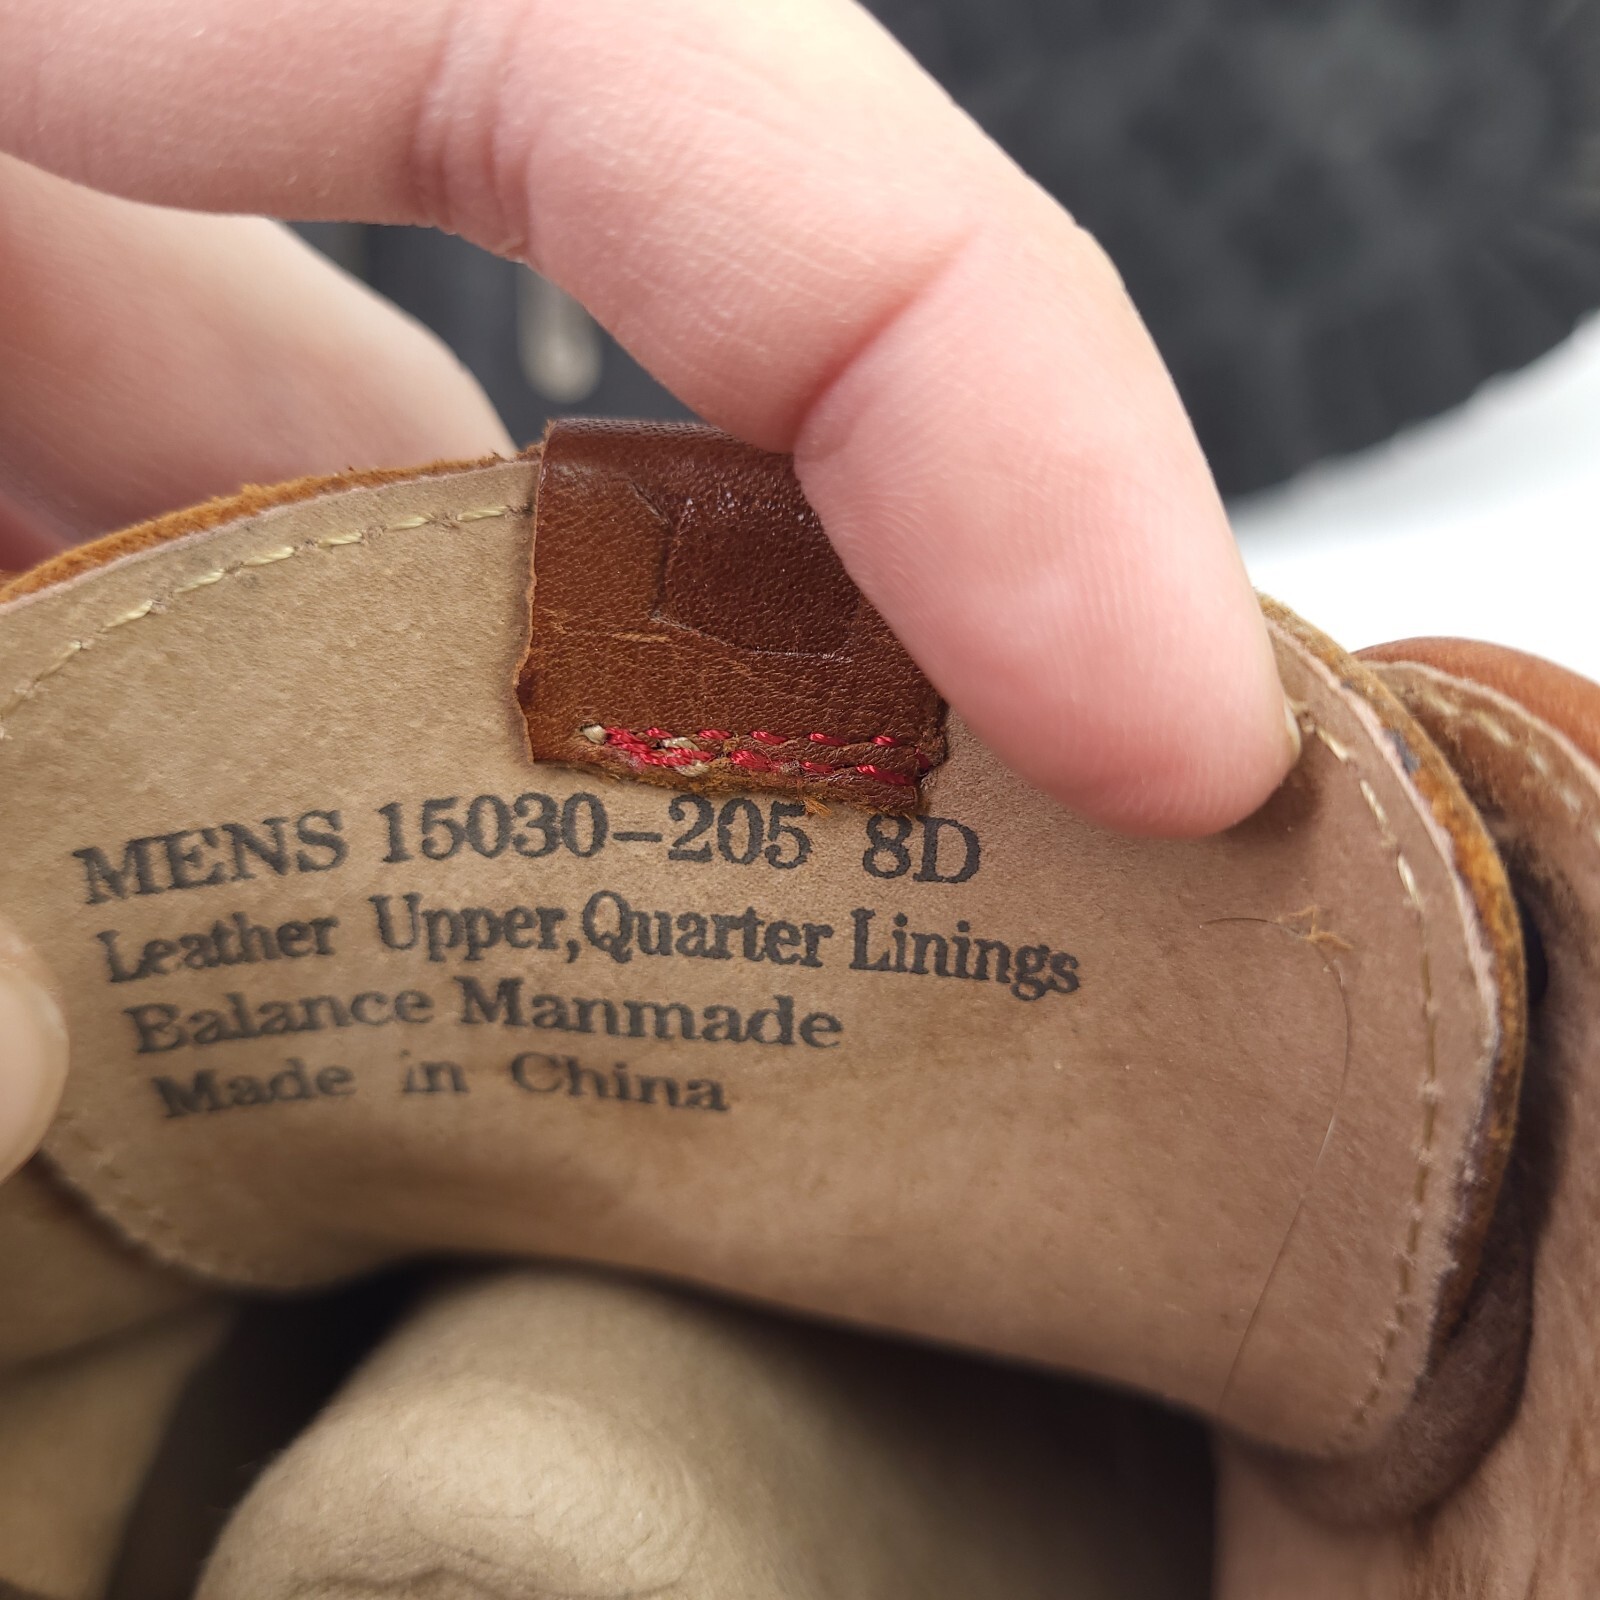 MENS 15030-205 8D
Leather Upper,Quarter Linings
Balance Manmade
Made in China